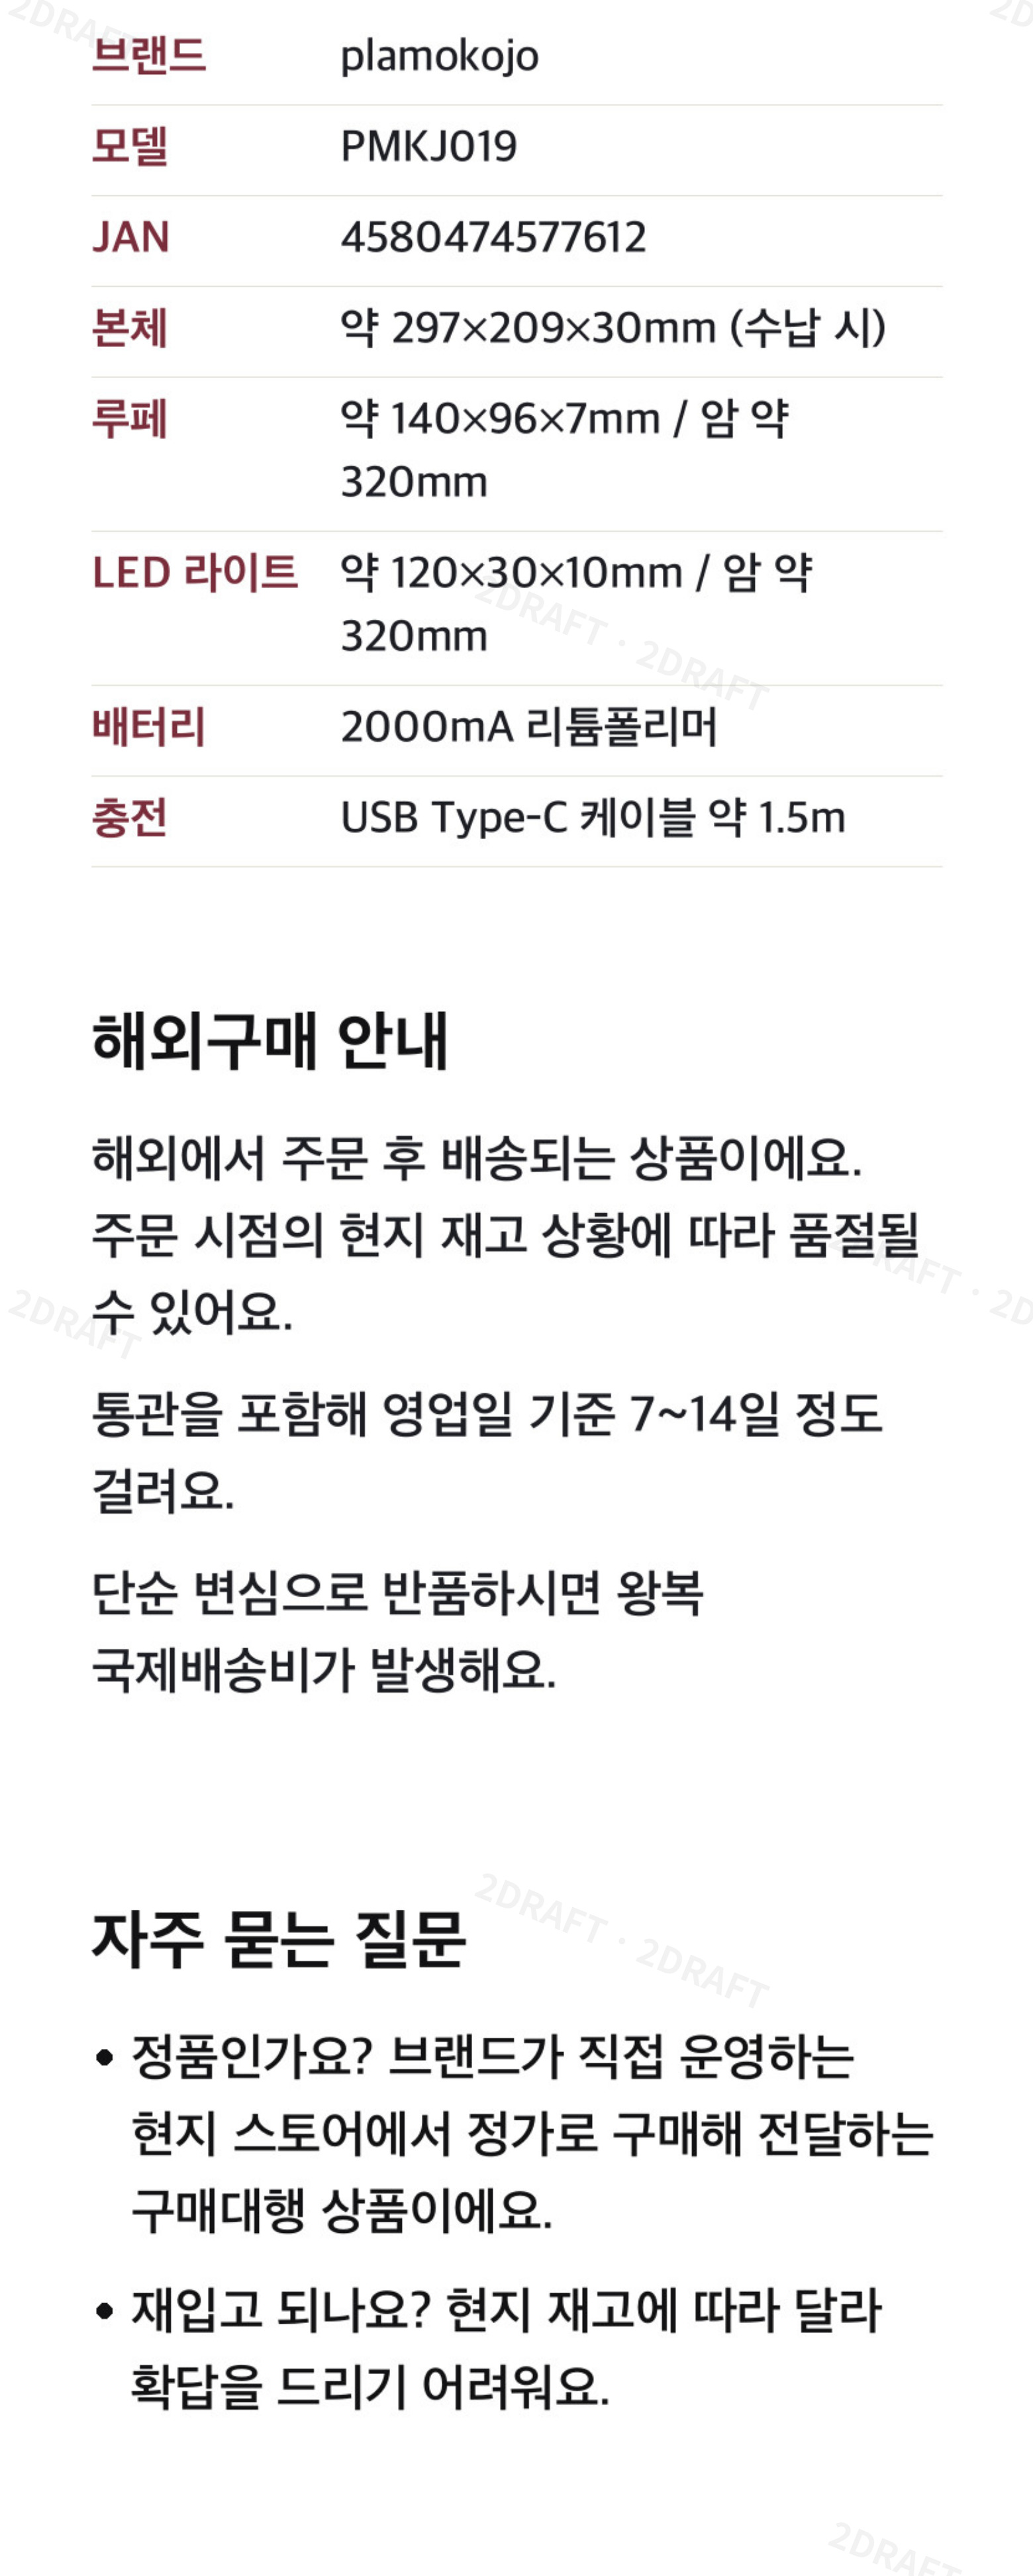 2DRAFT
2D
브랜드 plamokojo
모델 PMKJ019
JAN 4580474577612
본체 약 297×209×30mm (수납 시)
루페 약 140×96×7mm / 암 약
320mm
LED 라이트 약 120×30×10mm / 암 약
320mm
2DRAFT · 2DRAFT
배터리 2000mA 리튬폴리머
충전 USB Type-C 케이블 약 1.5m
해외구매 안내
해외에서 주문 후 배송되는 상품이에요.
주문 시점의 현지 재고 상황에 따라 품절될
수 있어요.
2DRAFT · 2D
2DRAFT
통관을 포함해 영업일 기준 7~14일 정도
걸려요.
단순 변심으로 반품하시면 왕복
국제배송비가 발생해요.
2DRAFT · 2DRAFT
자주 묻는 질문
• 정품인가요? 브랜드가 직접 운영하는
현지 스토어에서 정가로 구매해 전달하는
구매대행 상품이에요.
• 재입고 되나요? 현지 재고에 따라 달라
확답을 드리기 어려워요.
2DRAFT